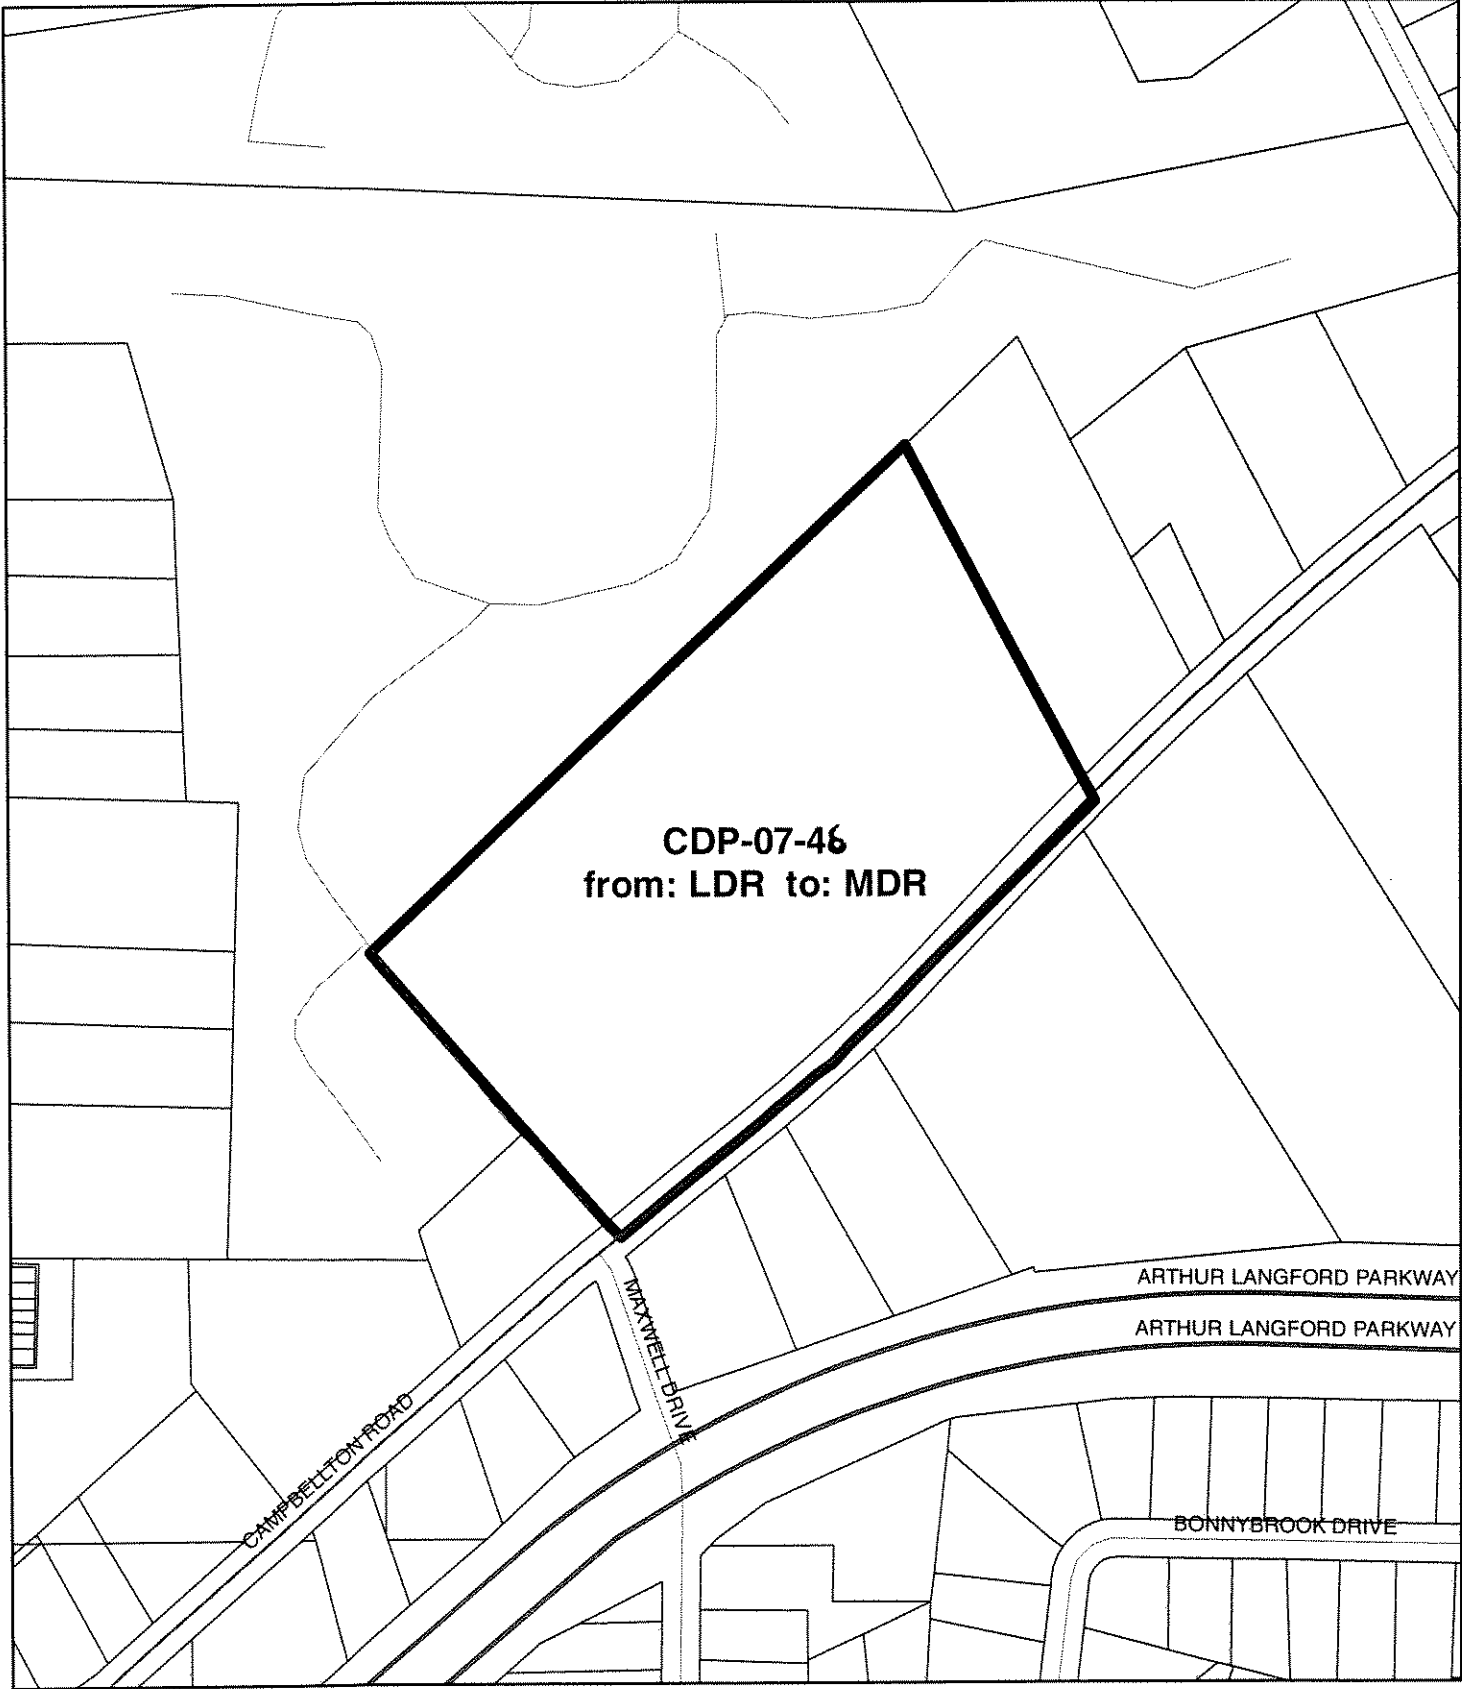 CDP-07-46
from: LDR to: MDR
ARTHUR LANGFORD PARKWAY
ARTHUR LANGFORD PARKWAY
MAXWELL DRIVE
CAMPBELLTON ROAD
BONNYBROOK DRIVE